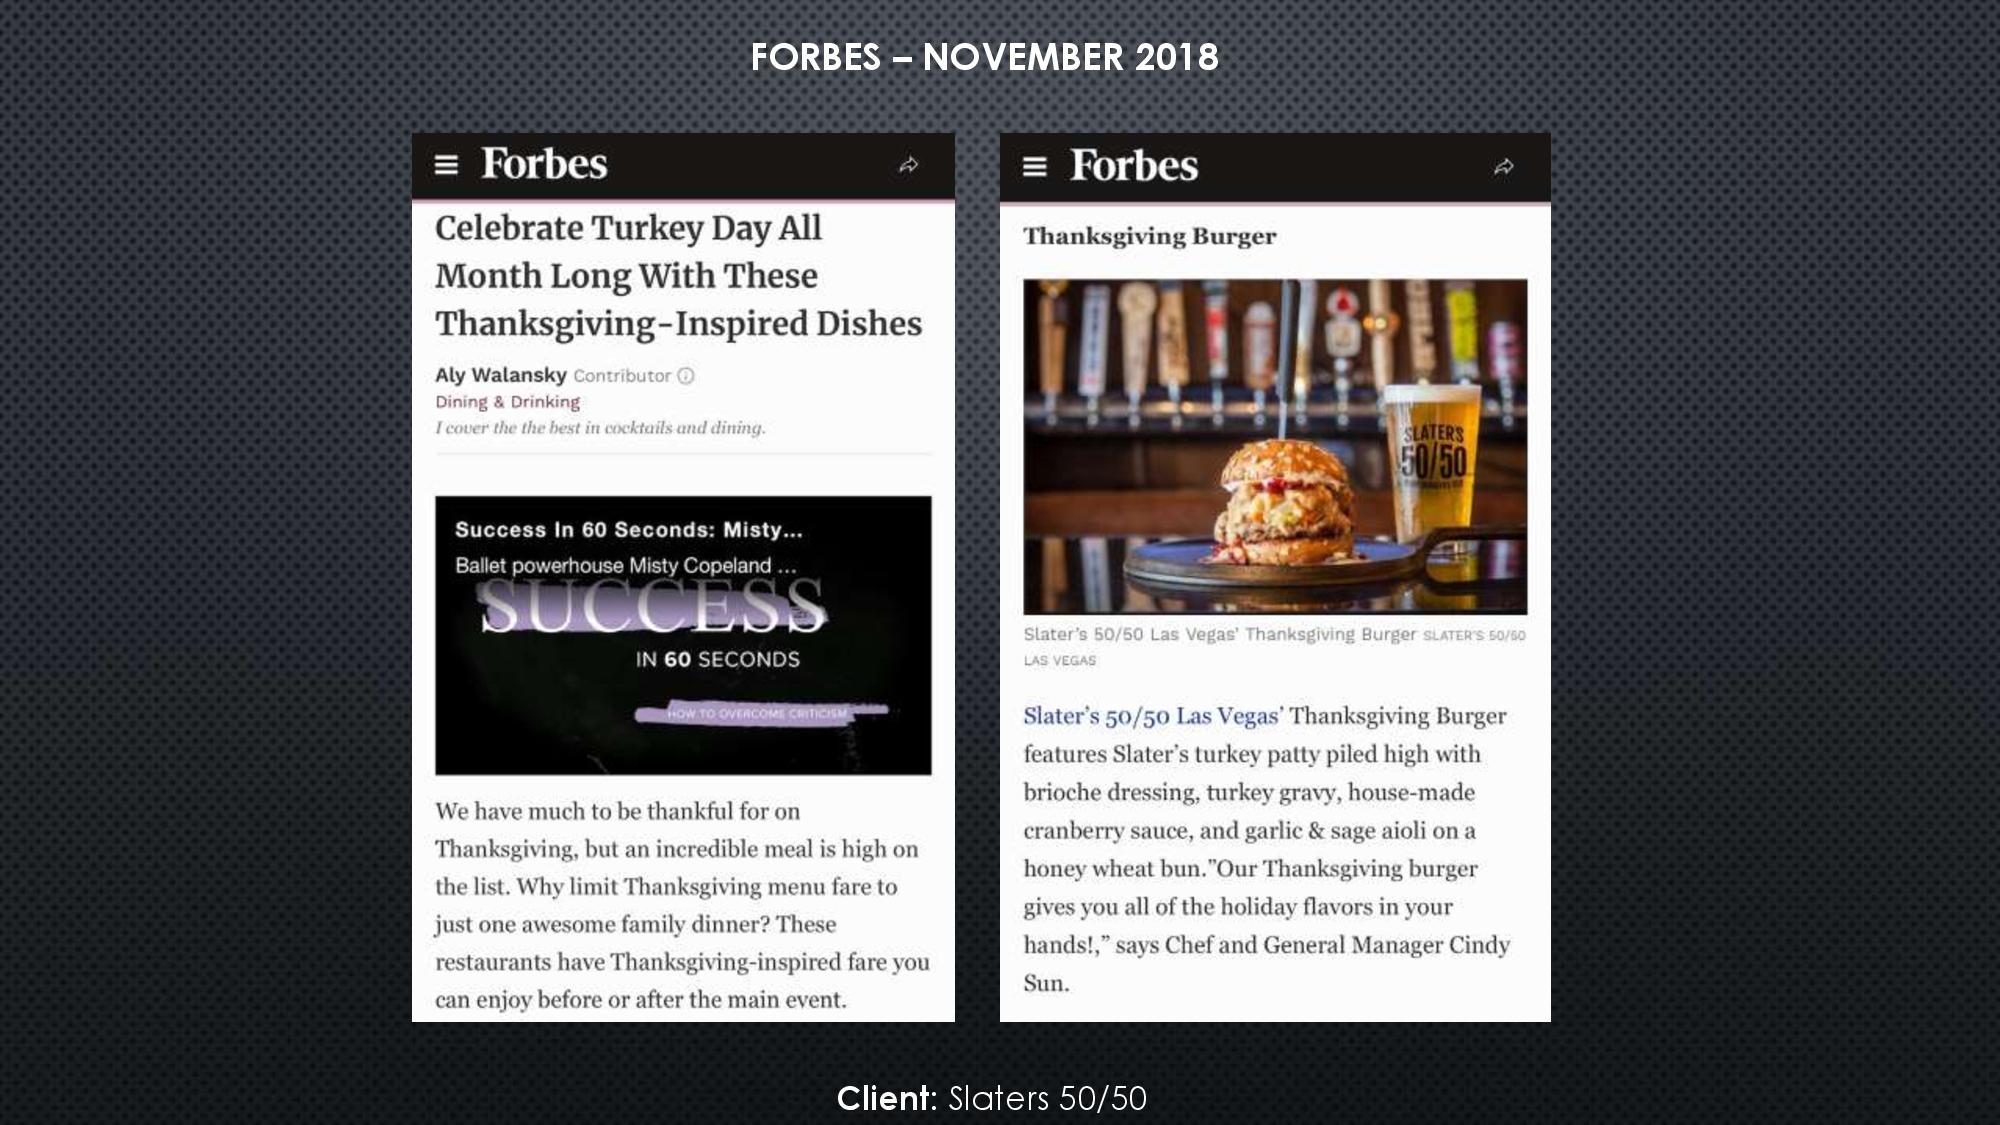 FORBES – NOVEMBER 2018
Forbes
Celebrate Turkey Day All
Month Long With These
Thanksgiving-Inspired Dishes
Aly Walansky Contributor
Dining & Drinking
I cover the the best in cocktails and dining.
Success In 60 Seconds: Misty...
Ballet powerhouse Misty Copeland ...
SUCCESS
IN 60 SECONDS
HOW TO OVERCOME CRITICISM
We have much to be thankful for on
Thanksgiving, but an incredible meal is high on
the list. Why limit Thanksgiving menu fare to
just one awesome family dinner? These
restaurants have Thanksgiving-inspired fare you
can enjoy before or after the main event.
Forbes
Thanksgiving Burger
SLATER'S
50/50
Slater’s 50/50 Las Vegas’ Thanksgiving Burger SLATER'S 50/50
LAS VEGAS
Slater’s 50/50 Las Vegas’ Thanksgiving Burger
features Slater’s turkey patty piled high with
brioche dressing, turkey gravy, house-made
cranberry sauce, and garlic & sage aioli on a
honey wheat bun.”Our Thanksgiving burger
gives you all of the holiday flavors in your
hands!,” says Chef and General Manager Cindy
Sun.
Client: Slaters 50/50